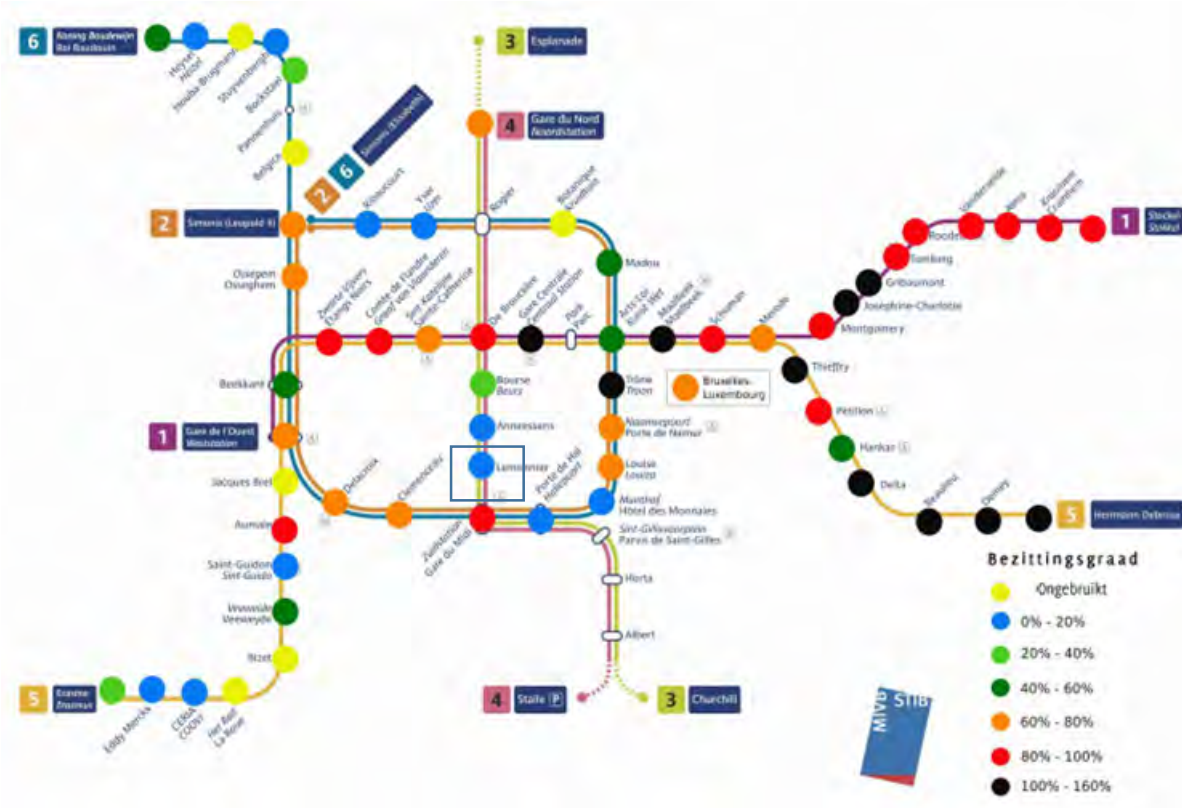 6
Koning Boudewijn
Roi Baudouin
Heysel
Heizel
Houba-Brugmann
Stuyvenbergh
Bockstael
Pannenhuis
Belgica
3
Esplanade
4
Gare du Nord
Noordstation
2
6
Simonis (Elisabeth)
2
Simonis (Leopold II)
Ribaucourt
Yser
Rogier
Botanique
Kruidtuin
Madou
Ossegem
Osseghem
Zwarte Vijvers
Etangs Noirs
Comte de Flandre
Graaf van Vlaanderen
Sint-Katelijne
Sainte-Catherine
De Brouckère
Gare Centrale
Centraal Station
Park
Parc
Arts-Loi
Kunst-Wet
Maalbeek
Maelbeek
Schuman
Merode
Montgomery
Joséphine-Charlotte
Gribaumont
Tomberg
Roode
Vandervelde
Alma
Kraainem
Crainhem
1
Stockel
Stokkel
Beekkant
1
Gare de l'Ouest
Weststation
Bourse
Beurs
Anneessens
Lemonnier
Trône
Troon
Bruxelles-
Luxembourg
Naamsepoort
Porte de Namur
Louise
Louiza
Munthof
Hôtel des Monnaies
Porte de Hal
Hallepoort
Thieffry
Pétillon
Hankar
Delta
Beaulieu
Demey
5
Herrmann-Debroux
Jacques Brel
Delacroix
Clemenceau
Zuidstation
Gare du Midi
Sint-Gillisvoorplein
Parvis de Saint-Gilles
Horta
Albert
Aumale
Saint-Guidon
Sint-Guido
Veeweide
Veeweyde
Bizet
5
Erasme
Erasmus
Eddy Merckx
CERIA
COOVI
Het Rad
La Roue
4
Stalle P
3
Churchill
Bezittingsgraad
Ongebruikt
0% - 20%
20% - 40%
40% - 60%
60% - 80%
80% - 100%
100% - 160%
MIVB
STIB